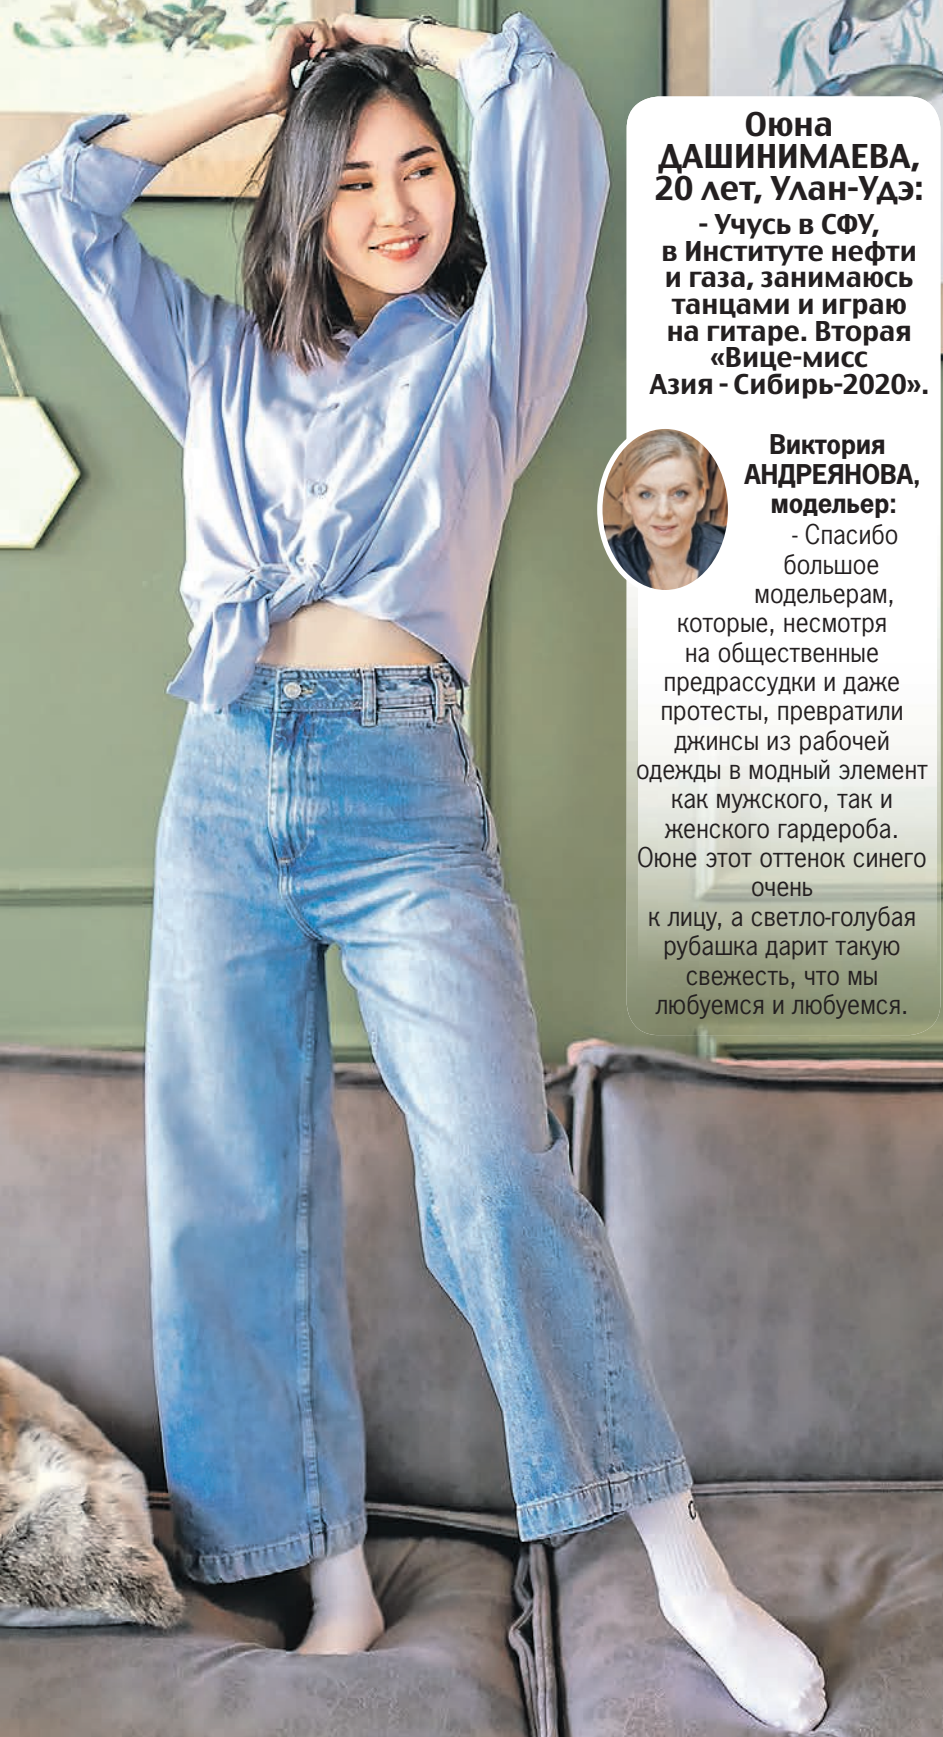 Оюна
ДАШИНИМАЕВА,
20 лет, Улан-Удэ:
- Учусь в СФУ,
в Институте нефти
и газа, занимаюсь
танцами и играю
на гитаре. Вторая
«Вице-мисс
Азия - Сибирь-2020».
Виктория
АНДРЕЯНОВА,
модельер:
- Спасибо
большое
модельерам,
которые, несмотря
на общественные
предрассудки и даже
протесты, превратили
джинсы из рабочей
одежды в модный элемент
как мужского, так и
женского гардероба.
Оюне этот оттенок синего
очень
к лицу, а светло-голубая
рубашка дарит такую
свежесть, что мы
любуемся и любуемся.